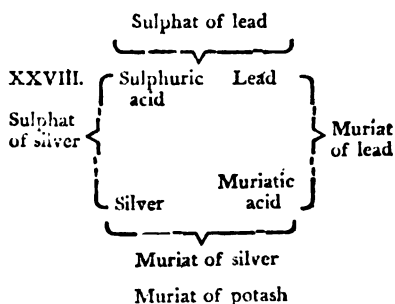 Sulphat of lead
XXVIII. Sulphuric Lead
acid
Sulphat
of silver
Muriat
of lead
Muriatic
Silver acid
Muriat of silver
Muriat of potash